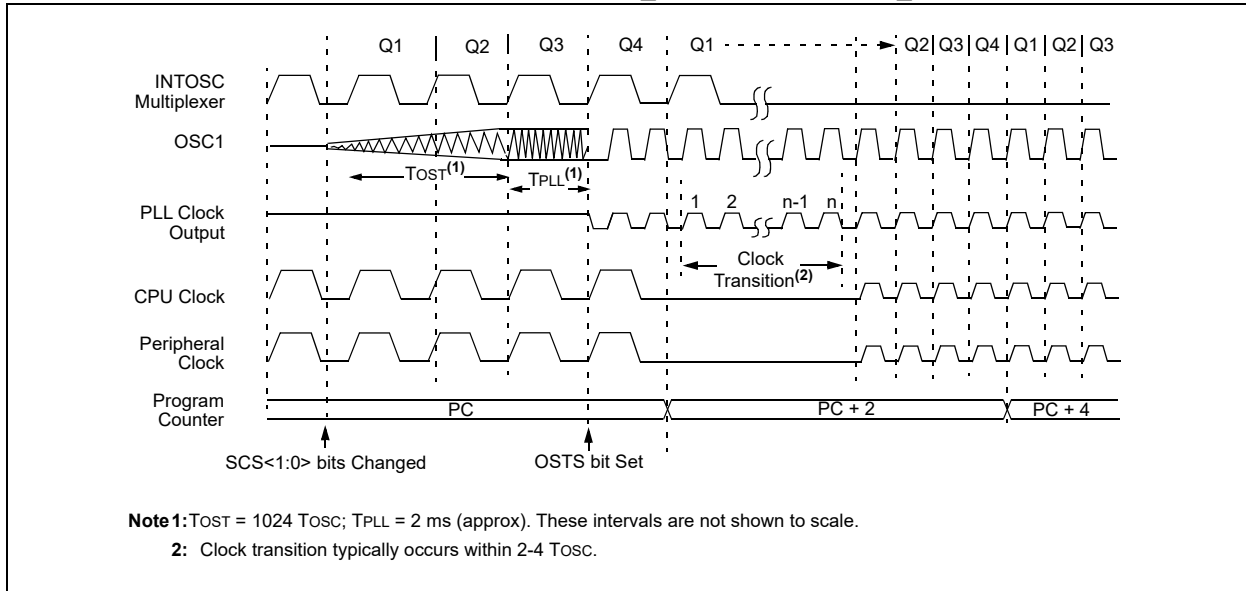 Q1 Q2 Q3 Q4 Q1 Q2 Q3 Q4 Q1 Q2 Q3
INTOSC
Multiplexer
OSC1
TOST(1)
TPLL(1)
1 2 n-1 n
PLL Clock
Output
Clock
Transition(2)
CPU Clock
Peripheral
Clock
Program
Counter
PC PC + 2 PC + 4
SCS<1:0> bits Changed OSTS bit Set
Note 1: TOST = 1024 TOSC; TPLL = 2 ms (approx). These intervals are not shown to scale.
2: Clock transition typically occurs within 2-4 TOSC.